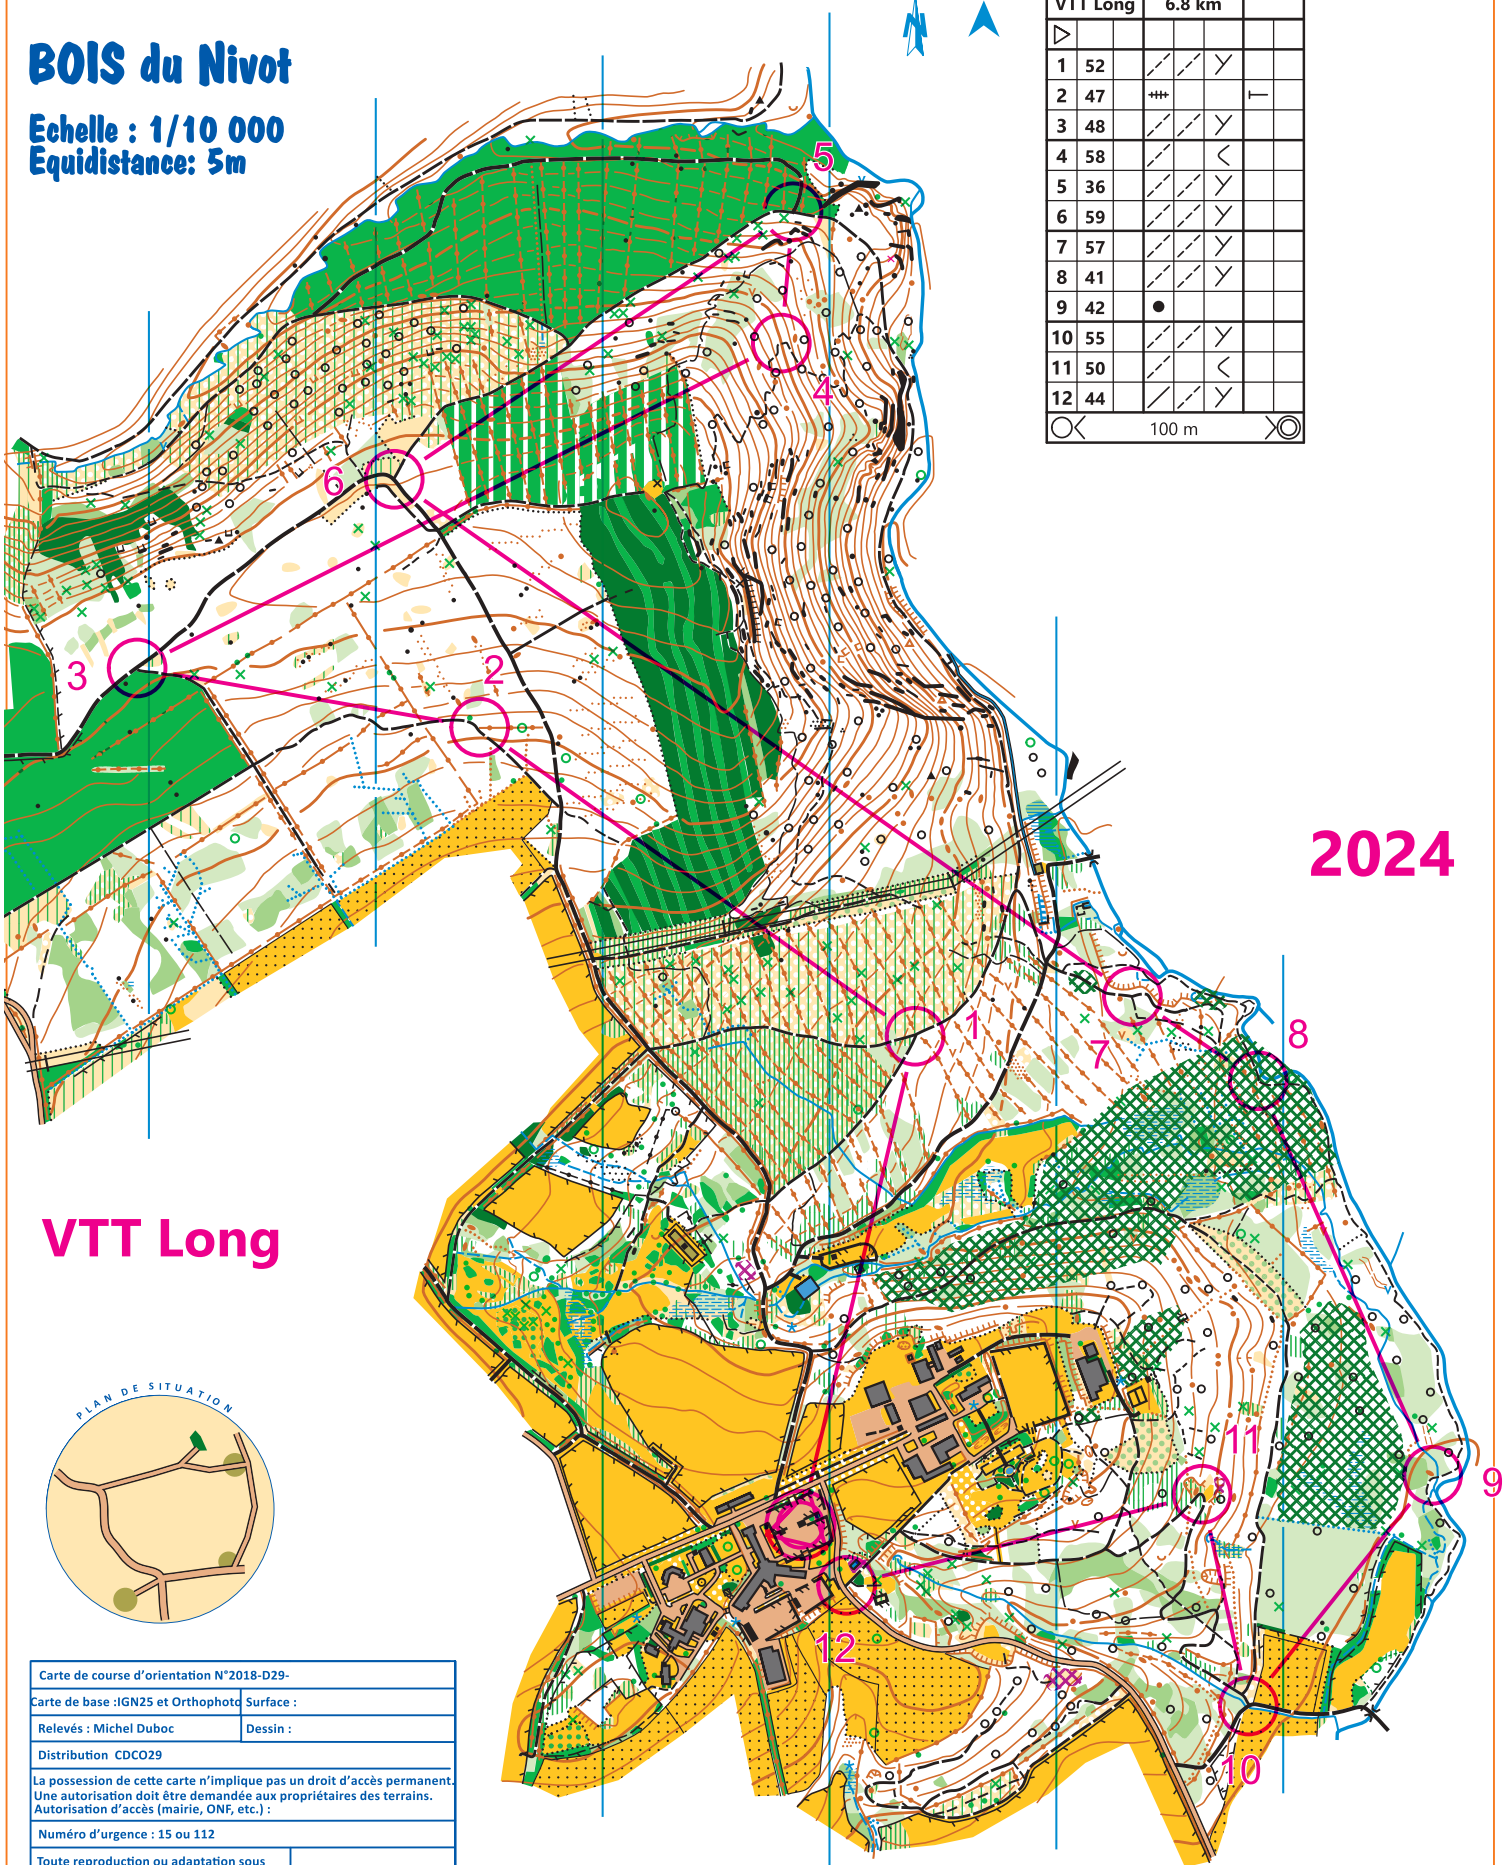 BOIS du Nivot
Echelle : 1/10 000
Equidistance: 5m
N
VTT Long 6.8 km
1 52
2 47
3 48
4 58
5 36
6 59
7 57
8 41
9 42
10 55
11 50
12 44
100 m
5
4
6
3
2
1
7
8
11
9
12
10
2024
VTT Long
PLAN DE SITUATION
Carte de course d'orientation N°2018-D29-
Carte de base :IGN25 et Orthophoto Surface :
Relevés : Michel Duboc Dessin :
Distribution CDCO29
La possession de cette carte n'implique pas un droit d'accès permanent.
Une autorisation doit être demandée aux propriétaires des terrains.
Autorisation d'accès (mairie, ONF, etc.) :
Numéro d'urgence : 15 ou 112
Toute reproduction ou adaptation sous